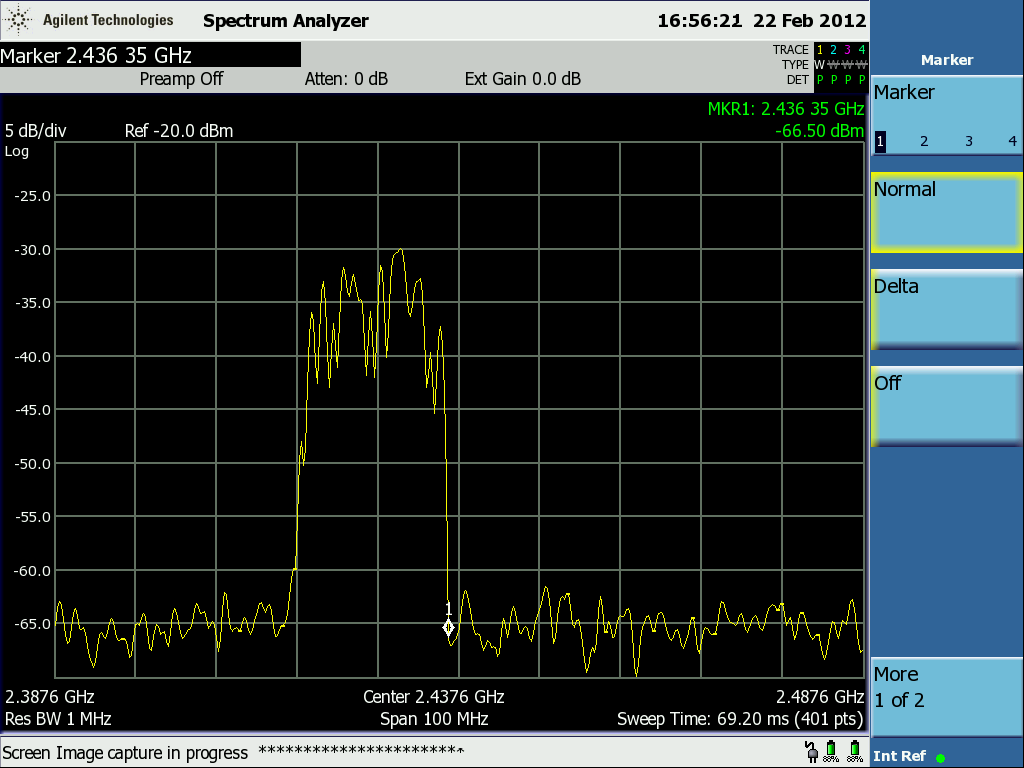 Agilent Technologies Spectrum Analyzer 16:56:21 22 Feb 2012
Marker 2.436 35 GHz
Preamp Off Atten: 0 dB Ext Gain 0.0 dB
TRACE 1 2 3 4
TYPE W W W W
DET P P P P
MKR1: 2.436 35 GHz
-66.50 dBm
5 dB/div Ref -20.0 dBm
Log
-25.0
-30.0
-35.0
-40.0
-45.0
-50.0
-55.0
-60.0
-65.0
1
2.3876 GHz Center 2.4376 GHz 2.4876 GHz
Res BW 1 MHz Span 100 MHz Sweep Time: 69.20 ms (401 pts)
Screen Image capture in progress ***********************
Marker
Marker
1 2 3 4
Normal
Delta
Off
More
1 of 2
Int Ref